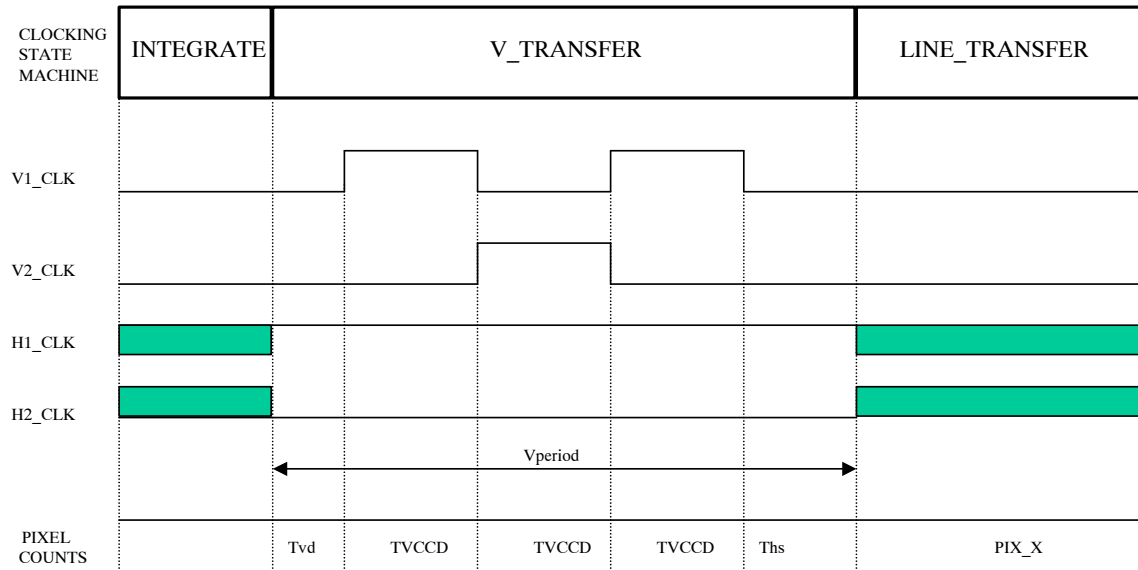 CLOCKING
STATE
MACHINE
INTEGRATE
V_TRANSFER
LINE_TRANSFER
V1_CLK
V2_CLK
H1_CLK
H2_CLK
Vperiod
PIXEL
COUNTS
Tvd
TVCCD
TVCCD
TVCCD
Ths
PIX_X